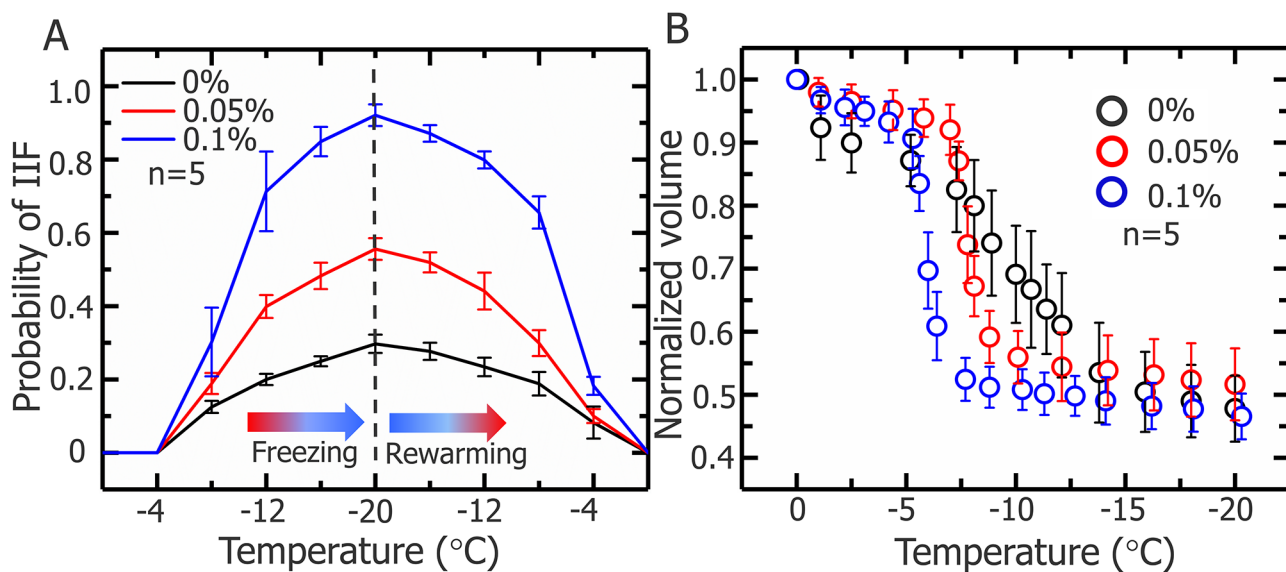 A
Probability of IIF
1.0
0.8
0.6
0.4
0.2
0
0%
0.05%
0.1%
n=5
Freezing
Rewarming
-4
-12
-20
-12
-4
Temperature (°C)
B
Normalized volume
1.0
0.9
0.8
0.7
0.6
0.5
0.4
0%
0.05%
0.1%
n=5
0
-5
-10
-15
-20
Temperature (°C)